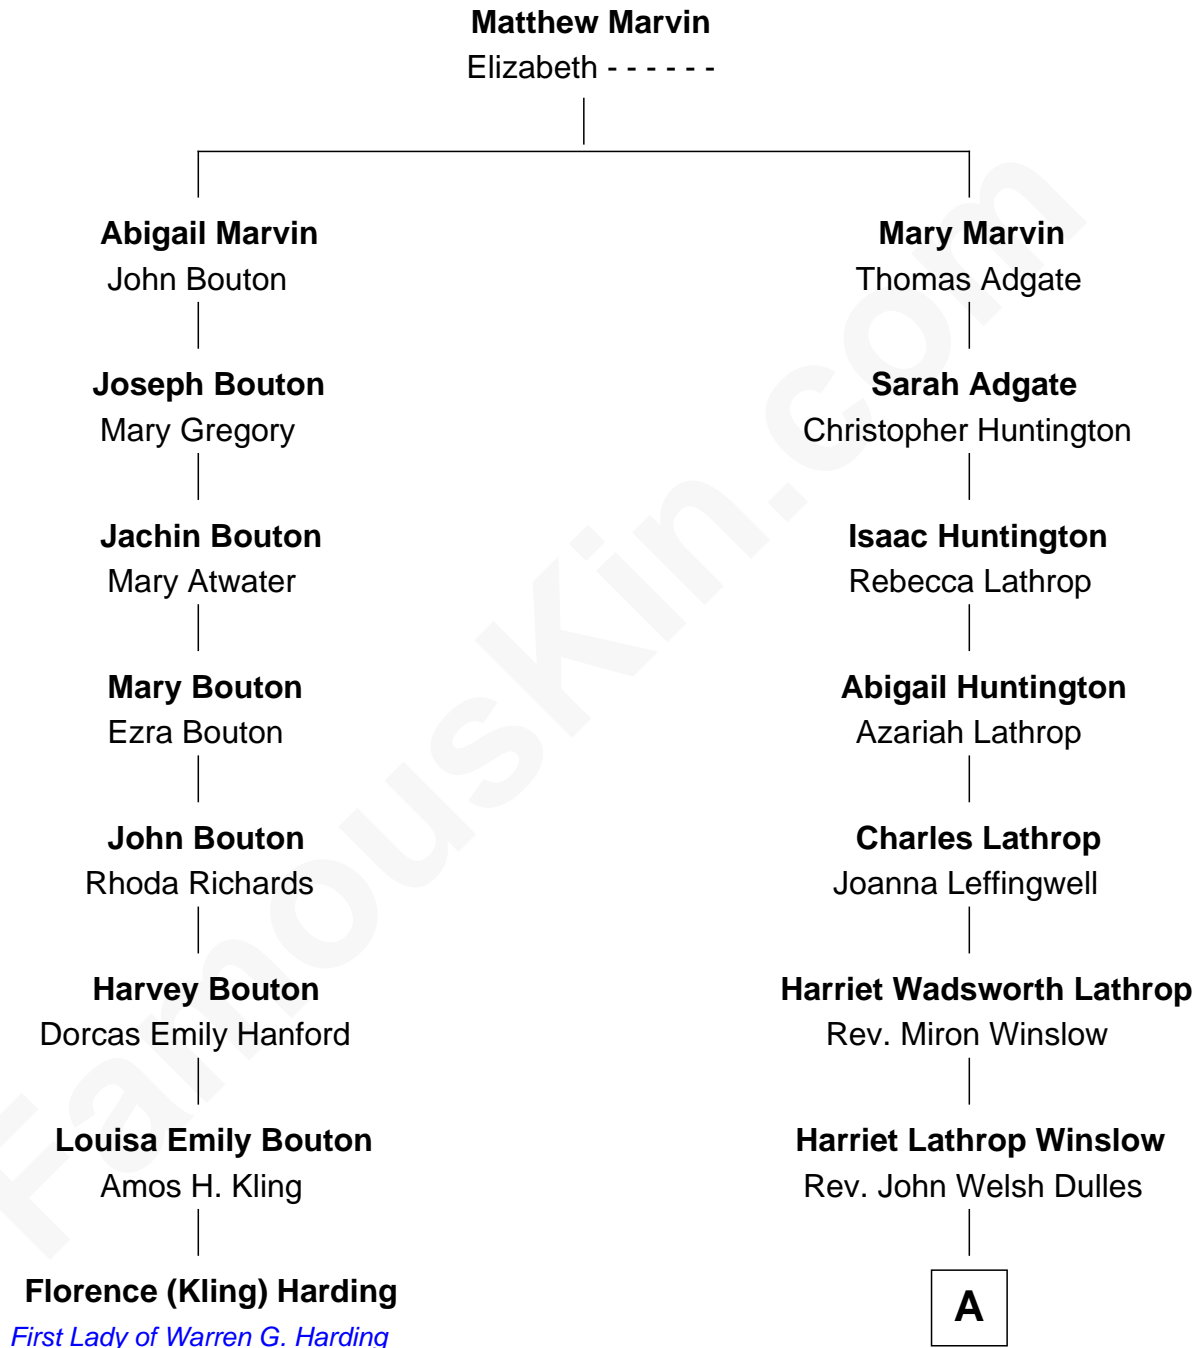 Matthew Marvin
Elizabeth - - - - - -
Abigail Marvin
John Bouton
Mary Marvin
Thomas Adgate
Joseph Bouton
Mary Gregory
Sarah Adgate
Christopher Huntington
Jachin Bouton
Mary Atwater
Isaac Huntington
Rebecca Lathrop
Mary Bouton
Ezra Bouton
Abigail Huntington
Azariah Lathrop
John Bouton
Rhoda Richards
Charles Lathrop
Joanna Leffingwell
Harvey Bouton
Dorcas Emily Hanford
Harriet Wadsworth Lathrop
Rev. Miron Winslow
Louisa Emily Bouton
Amos H. Kling
Harriet Lathrop Winslow
Rev. John Welsh Dulles
Florence (Kling) Harding
First Lady of Warren G. Harding
A
FamousKin.com